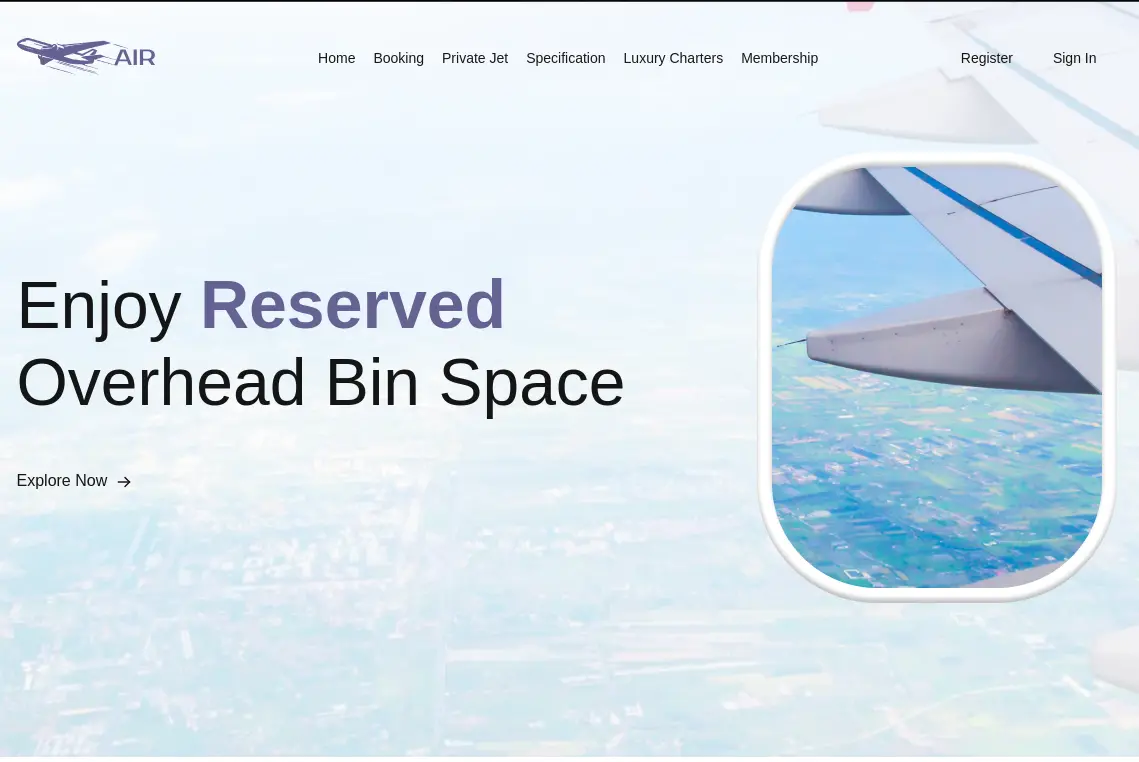 AIR
Home Booking Private Jet Specification Luxury Charters Membership Register Sign In
Enjoy Reserved
Overhead Bin Space
Explore Now